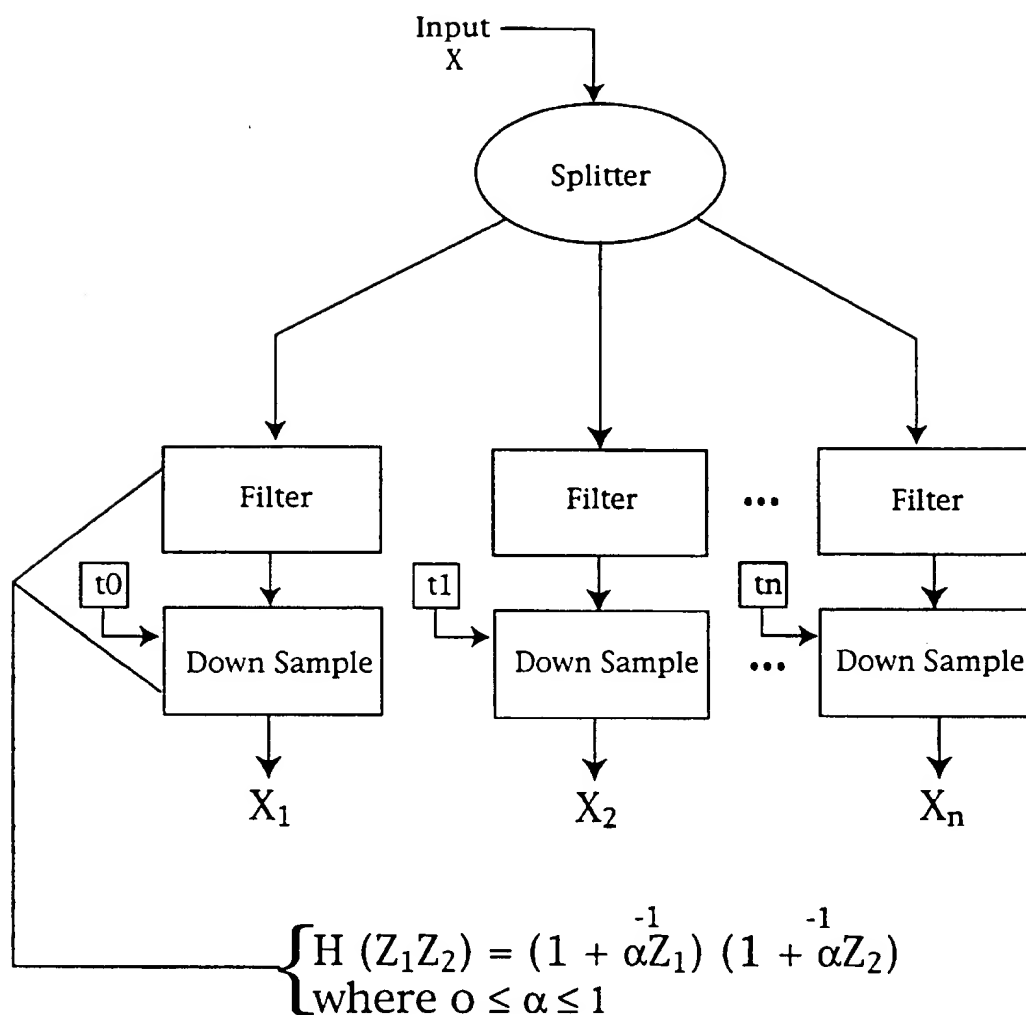 Input
X
Splitter
Filter
Filter
•••
Filter
t0
t1
tn
Down Sample
Down Sample
•••
Down Sample
X₁
X₂
Xₙ
H (Z₁Z₂) = (1 + αZ₁⁻¹) (1 + αZ₂⁻¹)
where o ≤ α ≤ 1